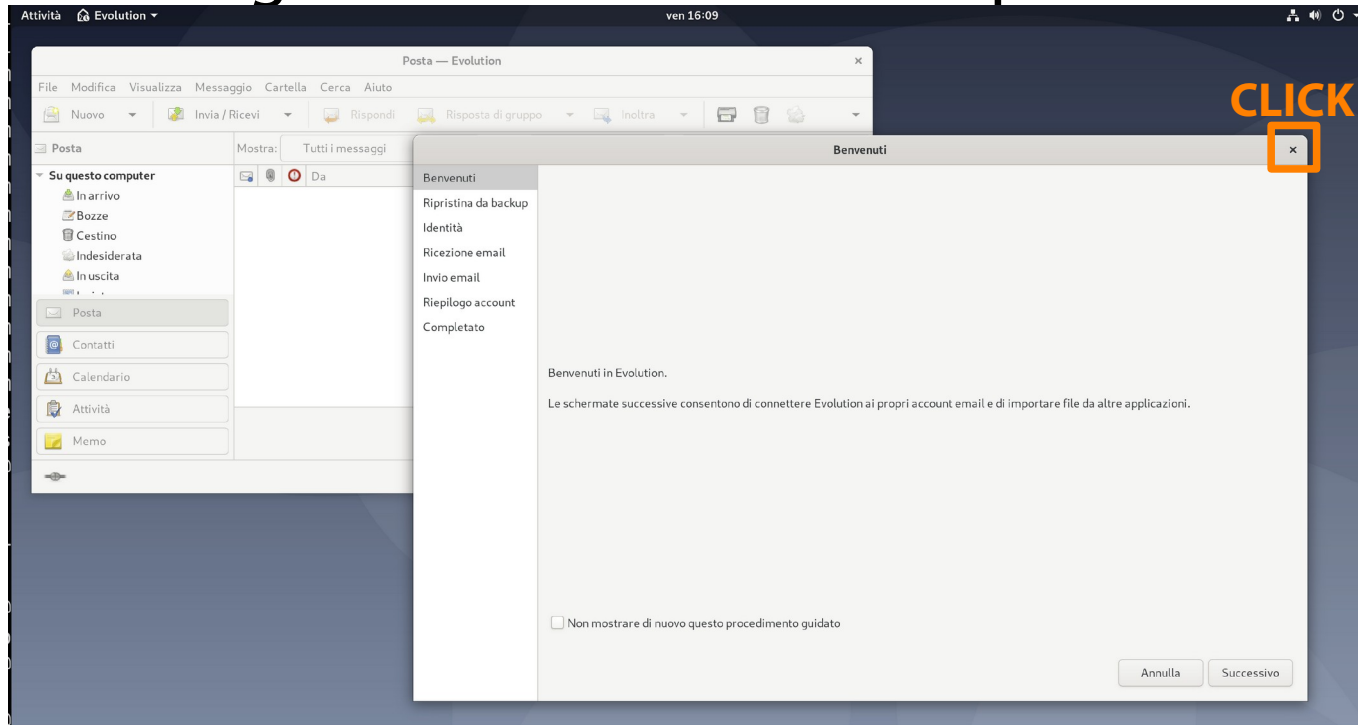 Attività Evolution ven 16:09
CLICK
Posta — Evolution
File Modifica Visualizza Messaggio Cartella Cerca Aiuto
Nuovo Invia / Ricevi Rispondi Risposta di gruppo Inoltra
Posta Mostra: Tutti i messaggi
Su questo computer Da
In arrivo
Bozze
Cestino
Indesiderata
In uscita
Posta
Contatti
Calendario
Attività
Memo
Benvenuti
Benvenuti
Ripristina da backup
Identità
Ricezione email
Invio email
Riepilogo account
Completato
Benvenuti in Evolution.
Le schermate successive consentono di connettere Evolution ai propri account email e di importare file da altre applicazioni.
Non mostrare di nuovo questo procedimento guidato
Annulla Successivo